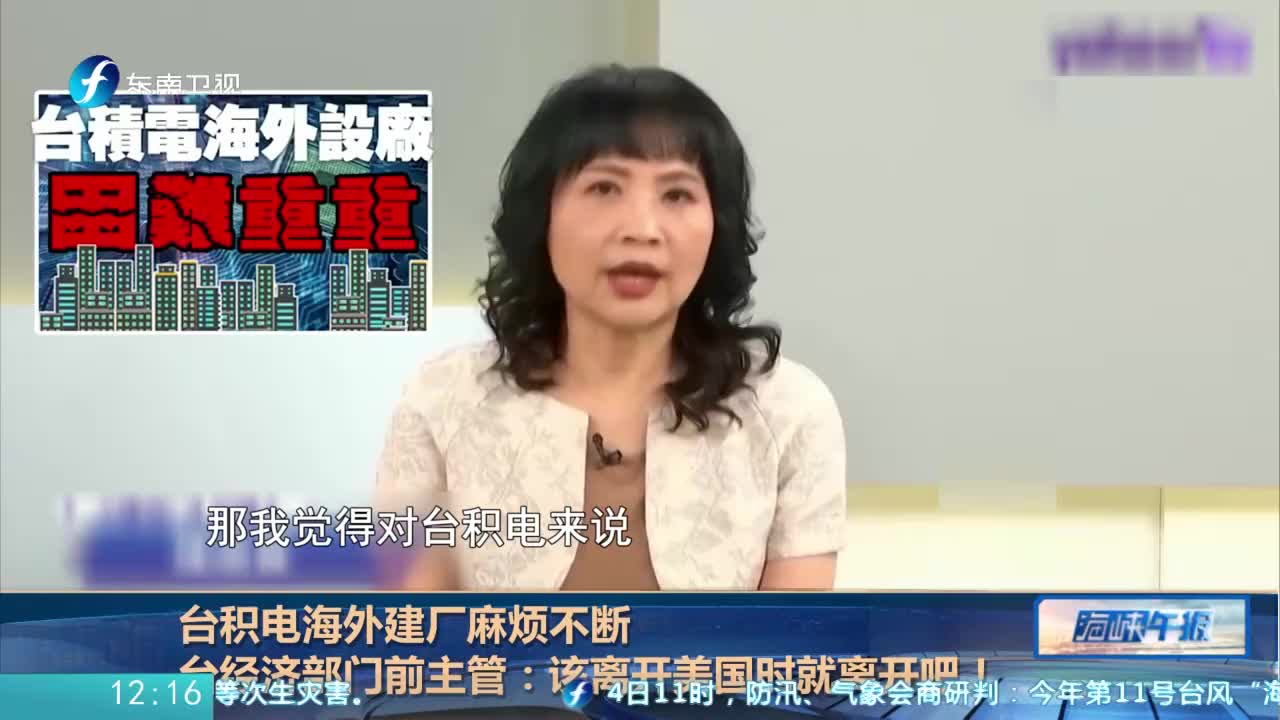 东南卫视
台積電海外設廠
困難重重
那我觉得对台积电来说
台积电海外建厂麻烦不断
台经济部门前主管：该离开美国时就离开吧！
海峡午报
12:16 等次生灾害。 4日11时，防汛、气象会商研判：今年第11号台风“海